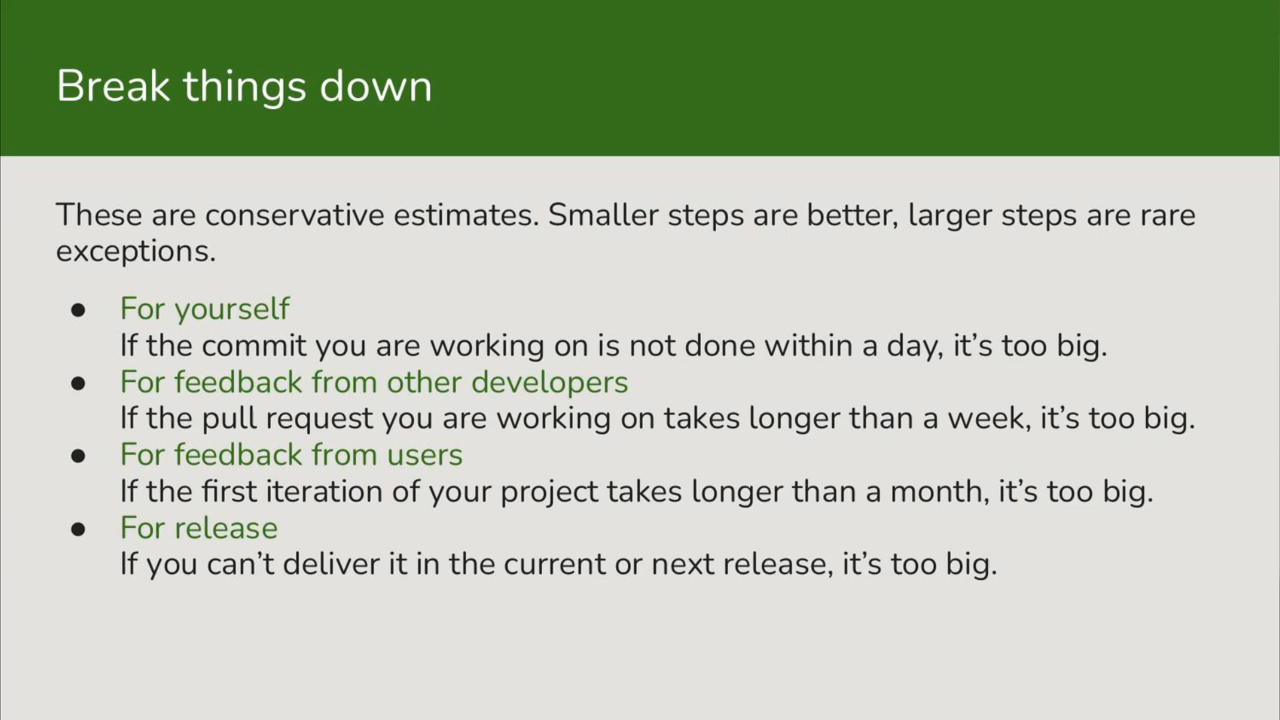 Break things down
These are conservative estimates. Smaller steps are better, larger steps are rare
exceptions.
● For yourself
If the commit you are working on is not done within a day, it’s too big.
● For feedback from other developers
If the pull request you are working on takes longer than a week, it’s too big.
● For feedback from users
If the first iteration of your project takes longer than a month, it’s too big.
● For release
If you can’t deliver it in the current or next release, it’s too big.